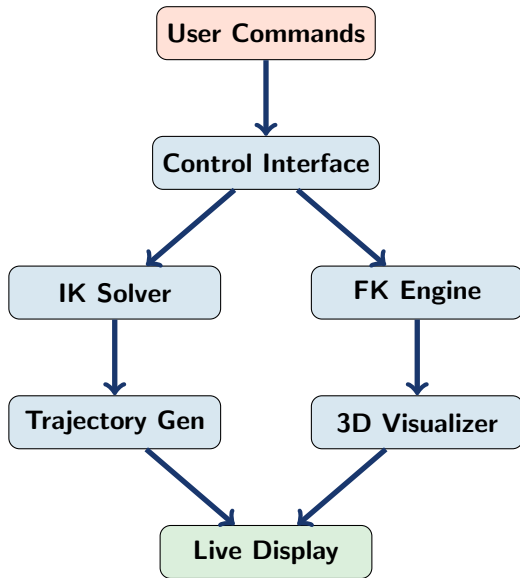 User Commands
Control Interface
IK Solver
FK Engine
Trajectory Gen
3D Visualizer
Live Display